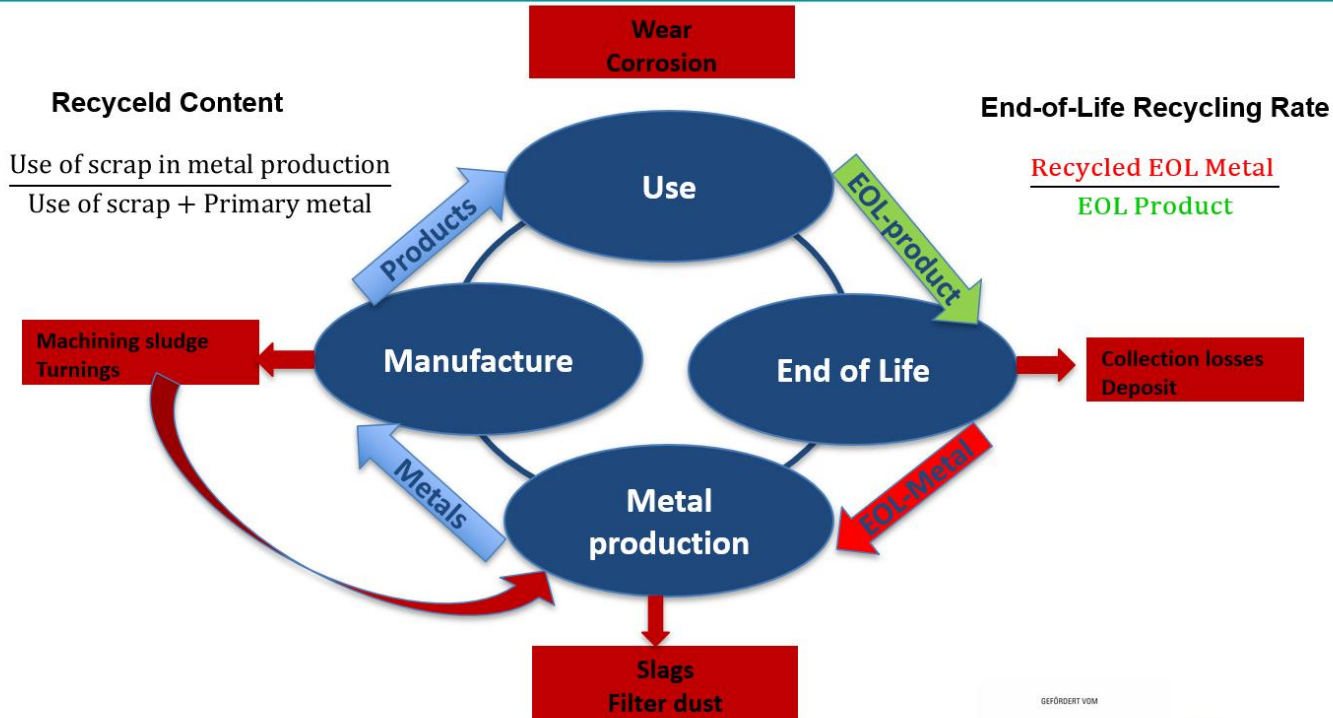 Wear
Corrosion
Recyceld Content
Use of scrap in metal production
Use of scrap + Primary metal
End-of-Life Recycling Rate
Recycled EOL Metal
EOL Product
Use
Products
EOL-product
Machining sludge
Turnings
Manufacture
End of Life
Collection losses
Deposit
Metals
EOL-Metal
Metal
production
Slags
Filter dust
GEFÖRDERT VOM